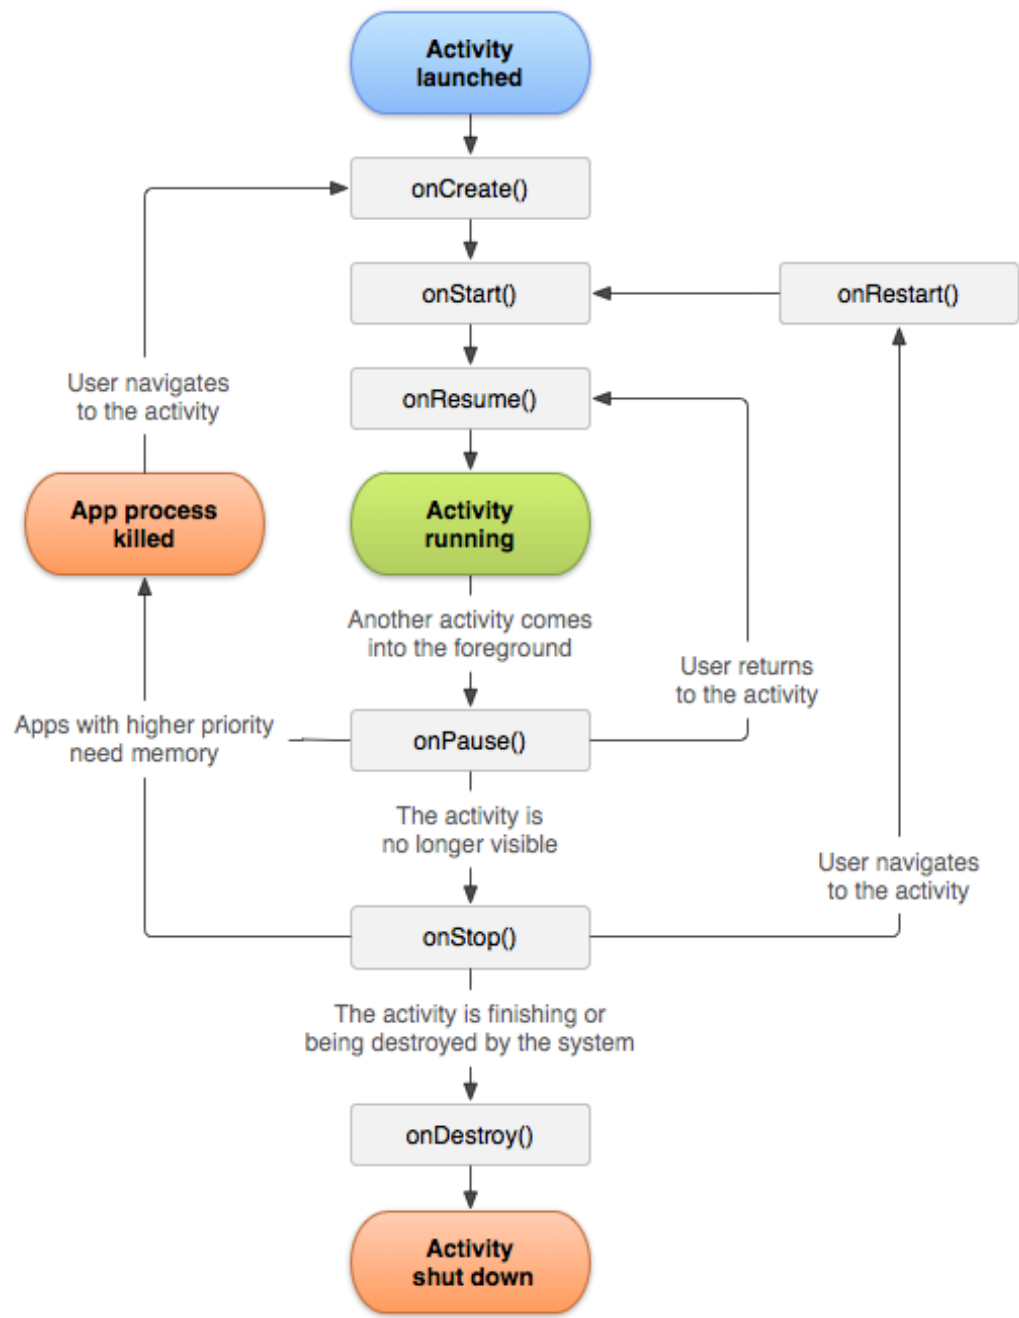 Activity
launched
onCreate()
onStart()
onRestart()
User navigates
to the activity
onResume()
App process
killed
Activity
running
Another activity comes
into the foreground
User returns
to the activity
Apps with higher priority
need memory
onPause()
The activity is
no longer visible
User navigates
to the activity
onStop()
The activity is finishing or
being destroyed by the system
onDestroy()
Activity
shut down